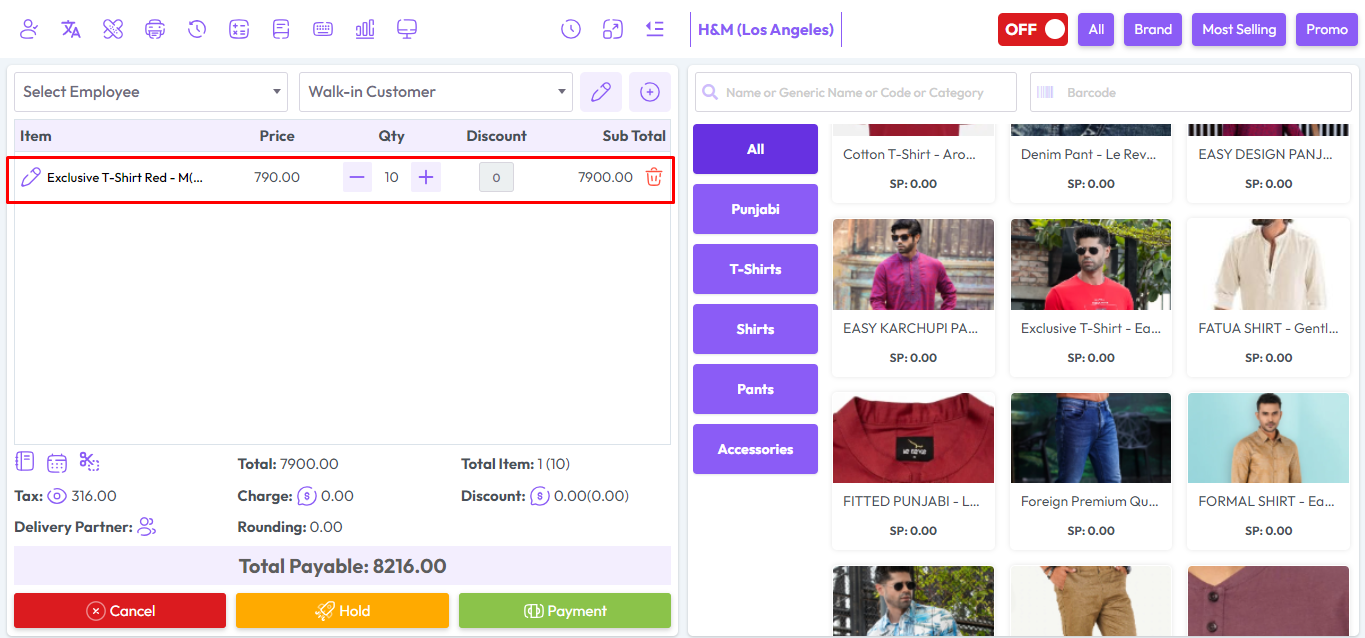 H&M (Los Angeles)
OFF
All
Brand
Most Selling
Promo
Select Employee
Walk-in Customer
Name or Generic Name or Code or Category
Barcode
Item Price Qty Discount Sub Total
Exclusive T-Shirt Red - M(... 790.00 10 0 7900.00
Total: 7900.00 Total Item: 1 (10)
Tax: 316.00 Charge: 0.00 Discount: 0.00(0.00)
Delivery Partner: Rounding: 0.00
Total Payable: 8216.00
Cancel
Hold
Payment
All
Punjabi
T-Shirts
Shirts
Pants
Accessories
Cotton T-Shirt - Aro...
SP: 0.00
Denim Pant - Le Rev...
SP: 0.00
EASY DESIGN PANJ...
SP: 0.00
EASY KARCHUPI PA...
SP: 0.00
Exclusive T-Shirt - Ea...
SP: 0.00
FATUA SHIRT - Gentl...
SP: 0.00
FITTED PUNJABI - L...
SP: 0.00
Foreign Premium Qu...
SP: 0.00
FORMAL SHIRT - Ea...
SP: 0.00